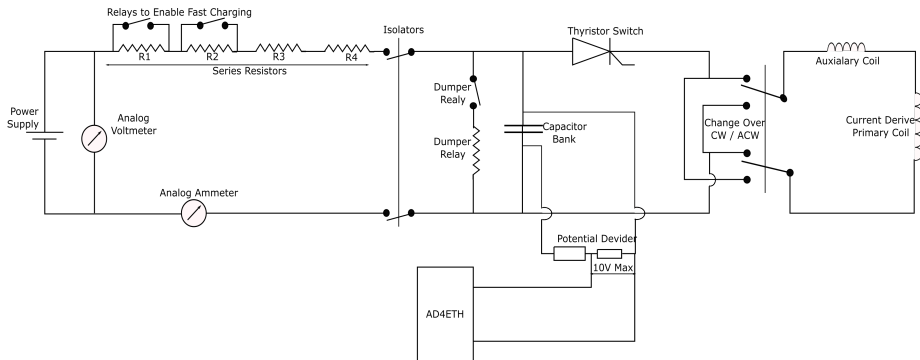 Relays to Enable Fast Charging
R1
R2
R3
R4
Series Resistors
Isolators
Thyristor Switch
Auxialary Coil
Power
Supply
Analog
Voltmeter
Dumper
Realy
Dumper
Relay
Capacitor
Bank
Change Over
CW / ACW
Current Derive
Primary Coil
Analog Ammeter
Potential Devider
10V Max
AD4ETH